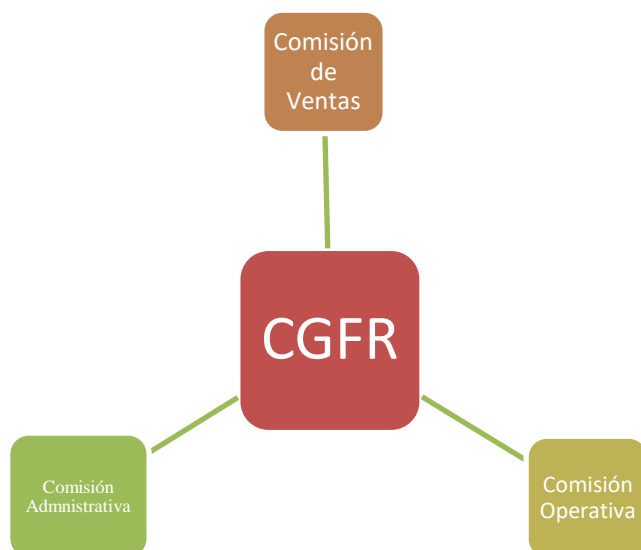 Comisión
de
Ventas
CGFR
Comisión
Admnistrativa
Comisión
Operativa